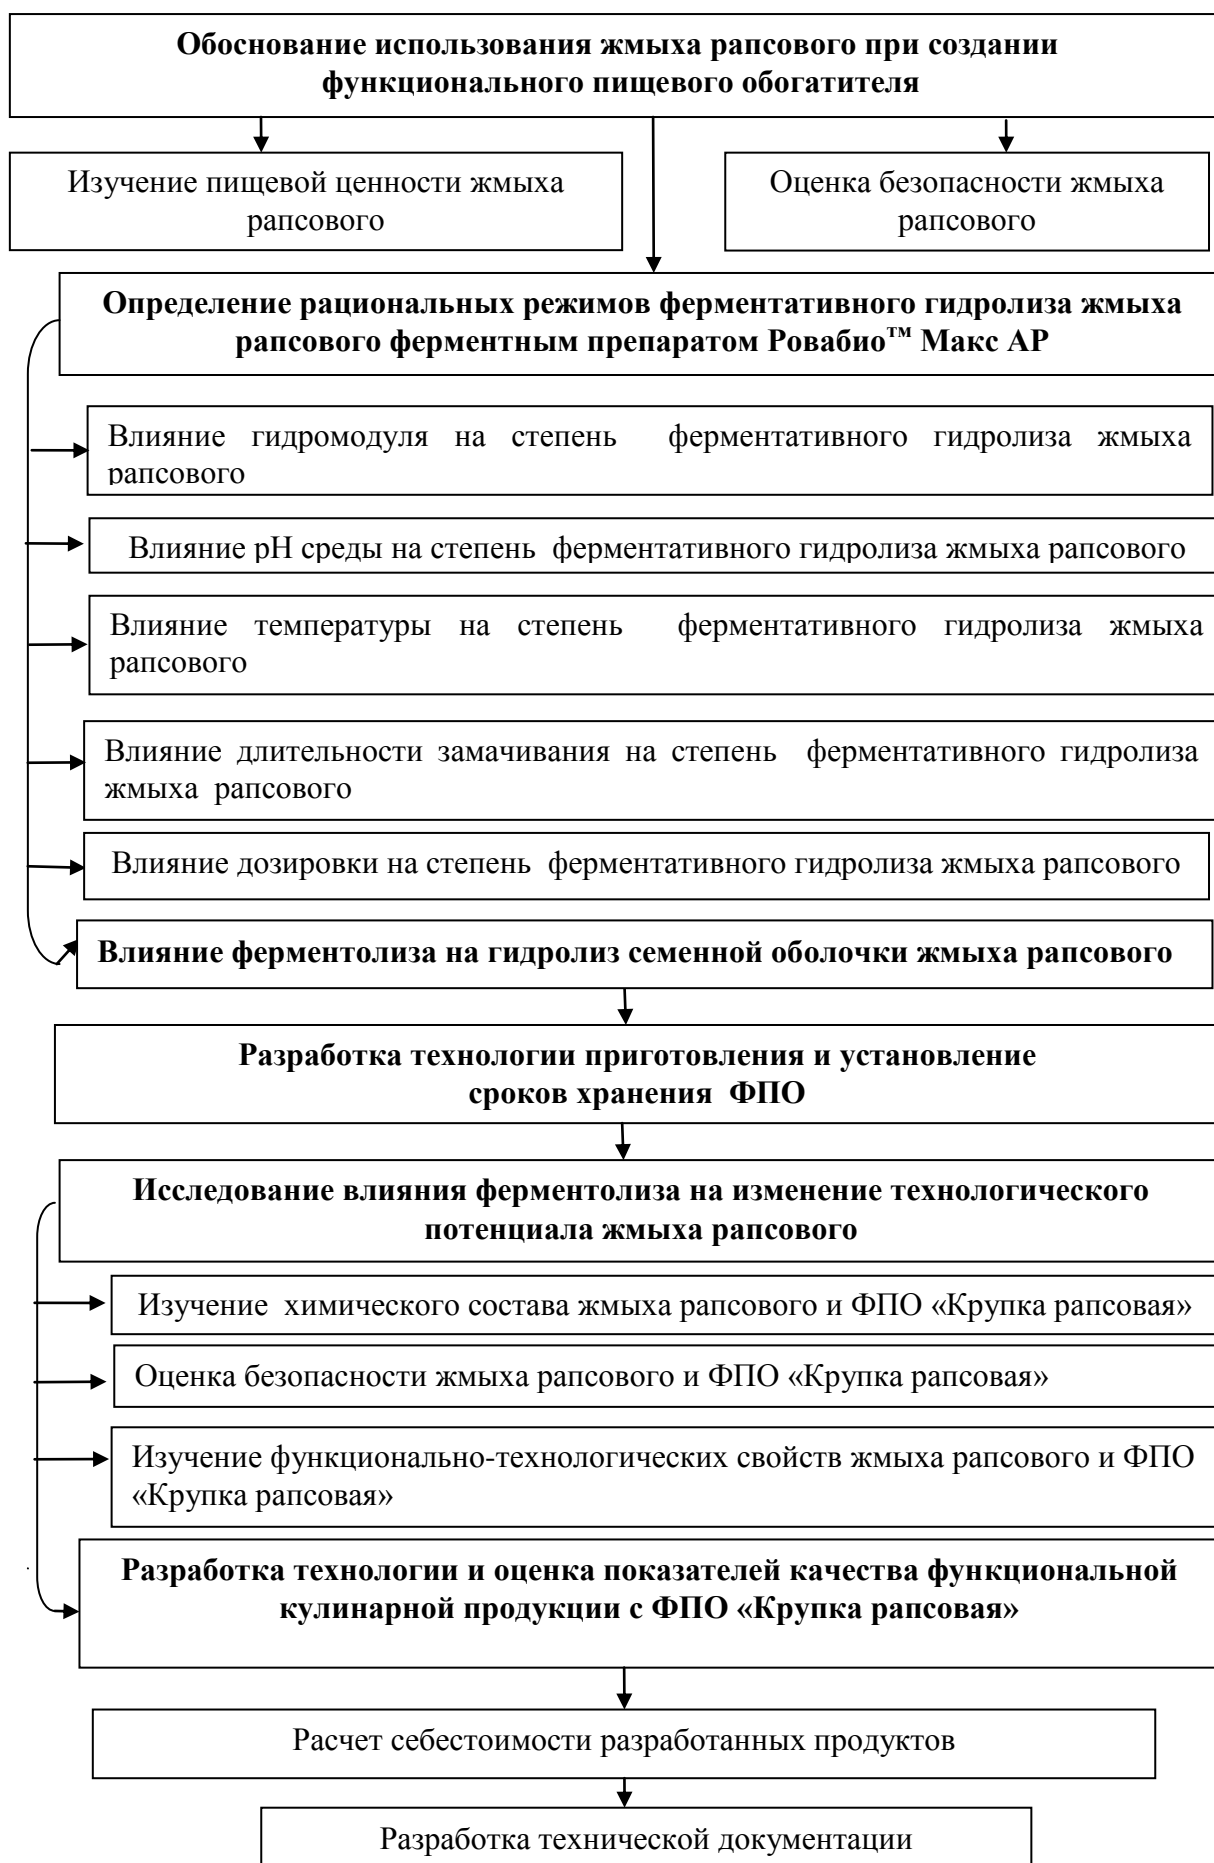 Обоснование использования жмыха рапсового при создании
функционального пищевого обогатителя
Изучение пищевой ценности жмыха
рапсового
Оценка безопасности жмыха
рапсового
Определение рациональных режимов ферментативного гидролиза жмыха
рапсового ферментным препаратом Ровабио™ Макс АР
Влияние гидромодуля на степень ферментативного гидролиза жмыха
рапсового
Влияние рН среды на степень ферментативного гидролиза жмыха рапсового
Влияние температуры на степень ферментативного гидролиза жмыха
рапсового
Влияние длительности замачивания на степень ферментативного гидролиза
жмыха рапсового
Влияние дозировки на степень ферментативного гидролиза жмыха рапсового
Влияние ферментолиза на гидролиз семенной оболочки жмыха рапсового
Разработка технологии приготовления и установление
сроков хранения ФПО
Исследование влияния ферментолиза на изменение технологического
потенциала жмыха рапсового
Изучение химического состава жмыха рапсового и ФПО «Крупка рапсовая»
Оценка безопасности жмыха рапсового и ФПО «Крупка рапсовая»
Изучение функционально-технологических свойств жмыха рапсового и ФПО
«Крупка рапсовая»
Разработка технологии и оценка показателей качества функциональной
кулинарной продукции с ФПО «Крупка рапсовая»
Расчет себестоимости разработанных продуктов
Разработка технической документации